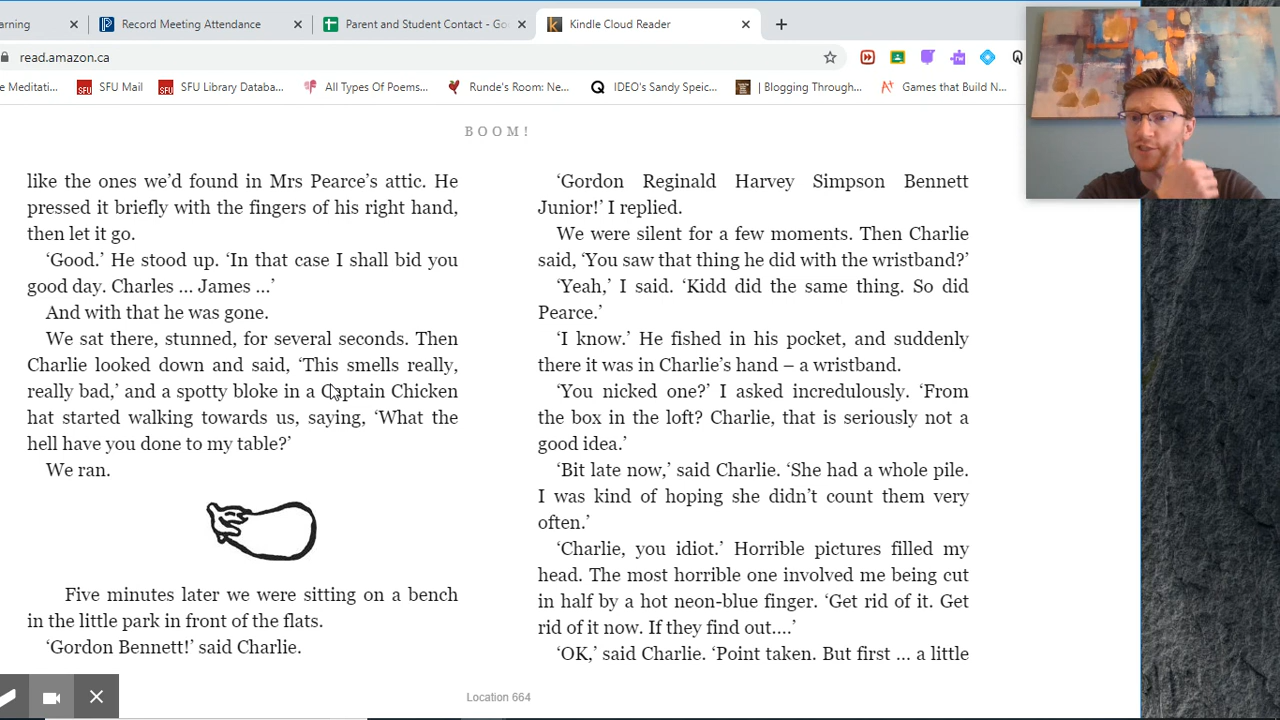 arning
Record Meeting Attendance
Parent and Student Contact - Go
Kindle Cloud Reader
read.amazon.ca
e Meditati...
SFU Mail
SFU Library Databa...
All Types Of Poems...
Runde's Room: Ne...
IDEO's Sandy Speic...
| Blogging Through...
Games that Build N...
BOOM!
like the ones we'd found in Mrs Pearce's attic. He
pressed it briefly with the fingers of his right hand,
then let it go.
‘Good.’ He stood up. ‘In that case I shall bid you
good day. Charles ... James ...’
And with that he was gone.
We sat there, stunned, for several seconds. Then
Charlie looked down and said, ‘This smells really,
really bad,’ and a spotty bloke in a Captain Chicken
hat started walking towards us, saying, ‘What the
hell have you done to my table?’
We ran.
Five minutes later we were sitting on a bench
in the little park in front of the flats.
‘Gordon Bennett!’ said Charlie.
‘Gordon Reginald Harvey Simpson Bennett
Junior!’ I replied.
We were silent for a few moments. Then Charlie
said, ‘You saw that thing he did with the wristband?’
‘Yeah,’ I said. ‘Kidd did the same thing. So did
Pearce.’
‘I know.’ He fished in his pocket, and suddenly
there it was in Charlie’s hand – a wristband.
‘You nicked one?’ I asked incredulously. ‘From
the box in the loft? Charlie, that is seriously not a
good idea.’
‘Bit late now,’ said Charlie. ‘She had a whole pile.
I was kind of hoping she didn’t count them very
often.’
‘Charlie, you idiot.’ Horrible pictures filled my
head. The most horrible one involved me being cut
in half by a hot neon-blue finger. ‘Get rid of it. Get
rid of it now. If they find out....’
‘OK,’ said Charlie. ‘Point taken. But first ... a little
Location 664